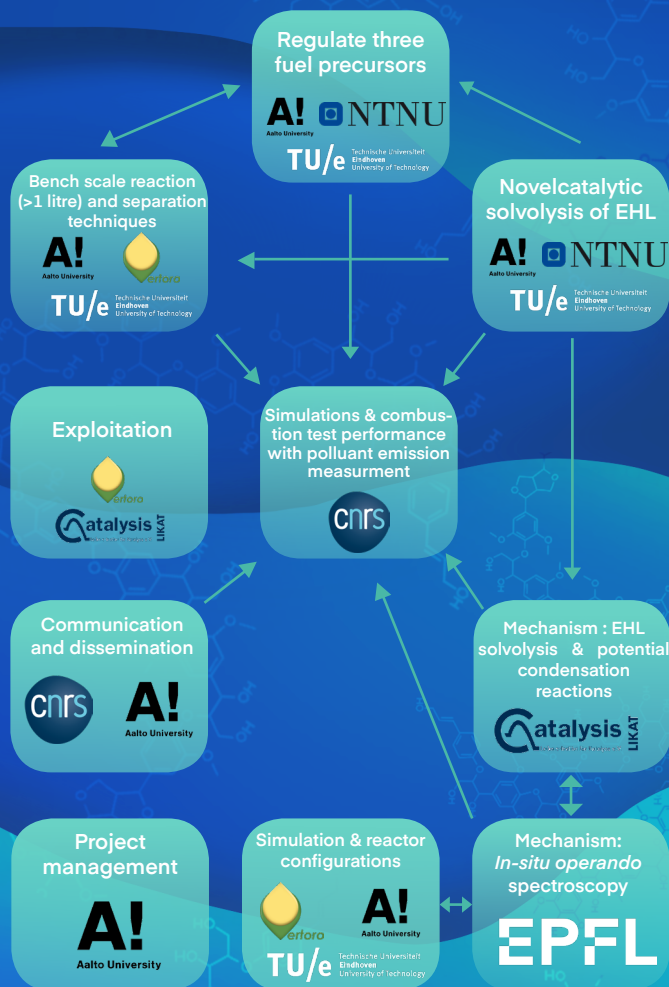 Regulate three
fuel precursors
A!
Aalto University
NTNU
TU/e
Technische Universiteit
Eindhoven
University of Technology
Bench scale reaction
(>1 litre) and separation
techniques
A!
Aalto University
erfora
TU/e
Technische Universiteit
Eindhoven
University of Technology
Novelcatalytic
solvolysis of EHL
A!
Aalto University
NTNU
TU/e
Technische Universiteit
Eindhoven
University of Technology
Exploitation
erfora
Catalysis
LIKAT
Simulations & combus-
tion test performance
with polluant emission
measurment
cnrs
Communication
and dissemination
cnrs
A!
Aalto University
Mechanism : EHL
solvolysis & potential
condensation
reactions
Catalysis
LIKAT
Project
management
A!
Aalto University
Simulation & reactor
configurations
erfora
A!
Aalto University
TU/e
Technische Universiteit
Eindhoven
University of Technology
Mechanism:
In-situ operando
spectroscopy
EPFL